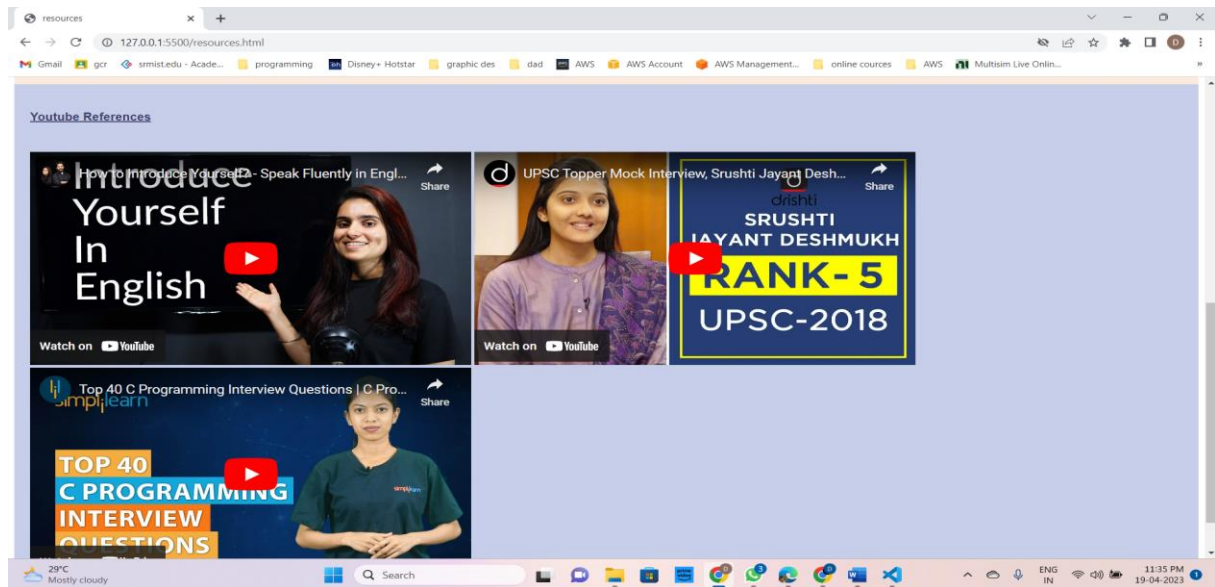 resources
127.0.0.1:5500/resources.html
Gmail gcr srmist.edu - Acade... programming Disney+ Hotstar graphic des dad AWS AWS Account AWS Management... online cources AWS Multisim Live Onlin...
Youtube References
How to Introduce Yourself? - Speak Fluently in Engl...
Share
Introduce
Yourself
In
English
Watch on YouTube
UPSC Topper Mock Interview, Srushti Jayant Desh...
Share
drishti
SRUSHTI
JAYANT DESHMUKH
RANK- 5
UPSC-2018
Watch on YouTube
Top 40 C Programming Interview Questions | C Pro...
Share
simplilearn
TOP 40
C PROGRAMMING
INTERVIEW
QUESTIONS
simplilearn
29°C
Mostly cloudy
Search
ENG
IN
11:35 PM
19-04-2023